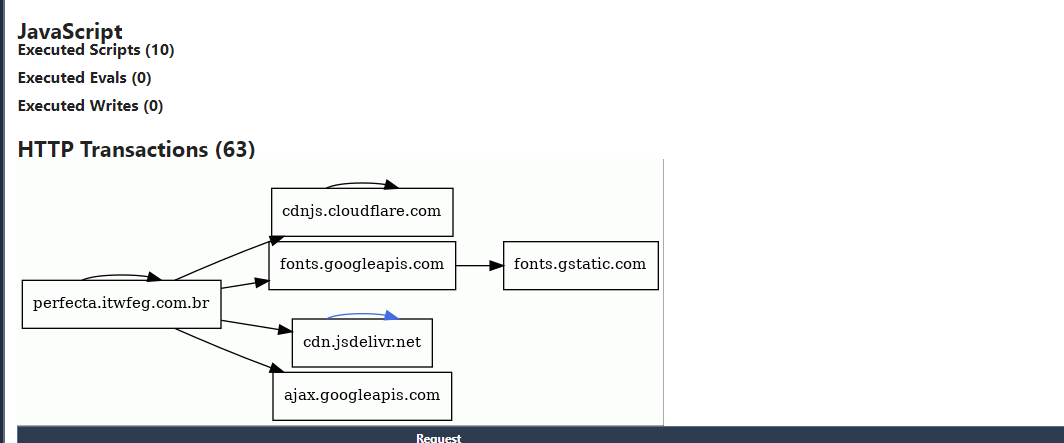 JavaScript
Executed Scripts (10)
Executed Evals (0)
Executed Writes (0)
HTTP Transactions (63)
cdnjs.cloudflare.com
fonts.googleapis.com
fonts.gstatic.com
perfecta.itwfeg.com.br
cdn.jsdelivr.net
ajax.googleapis.com
Request